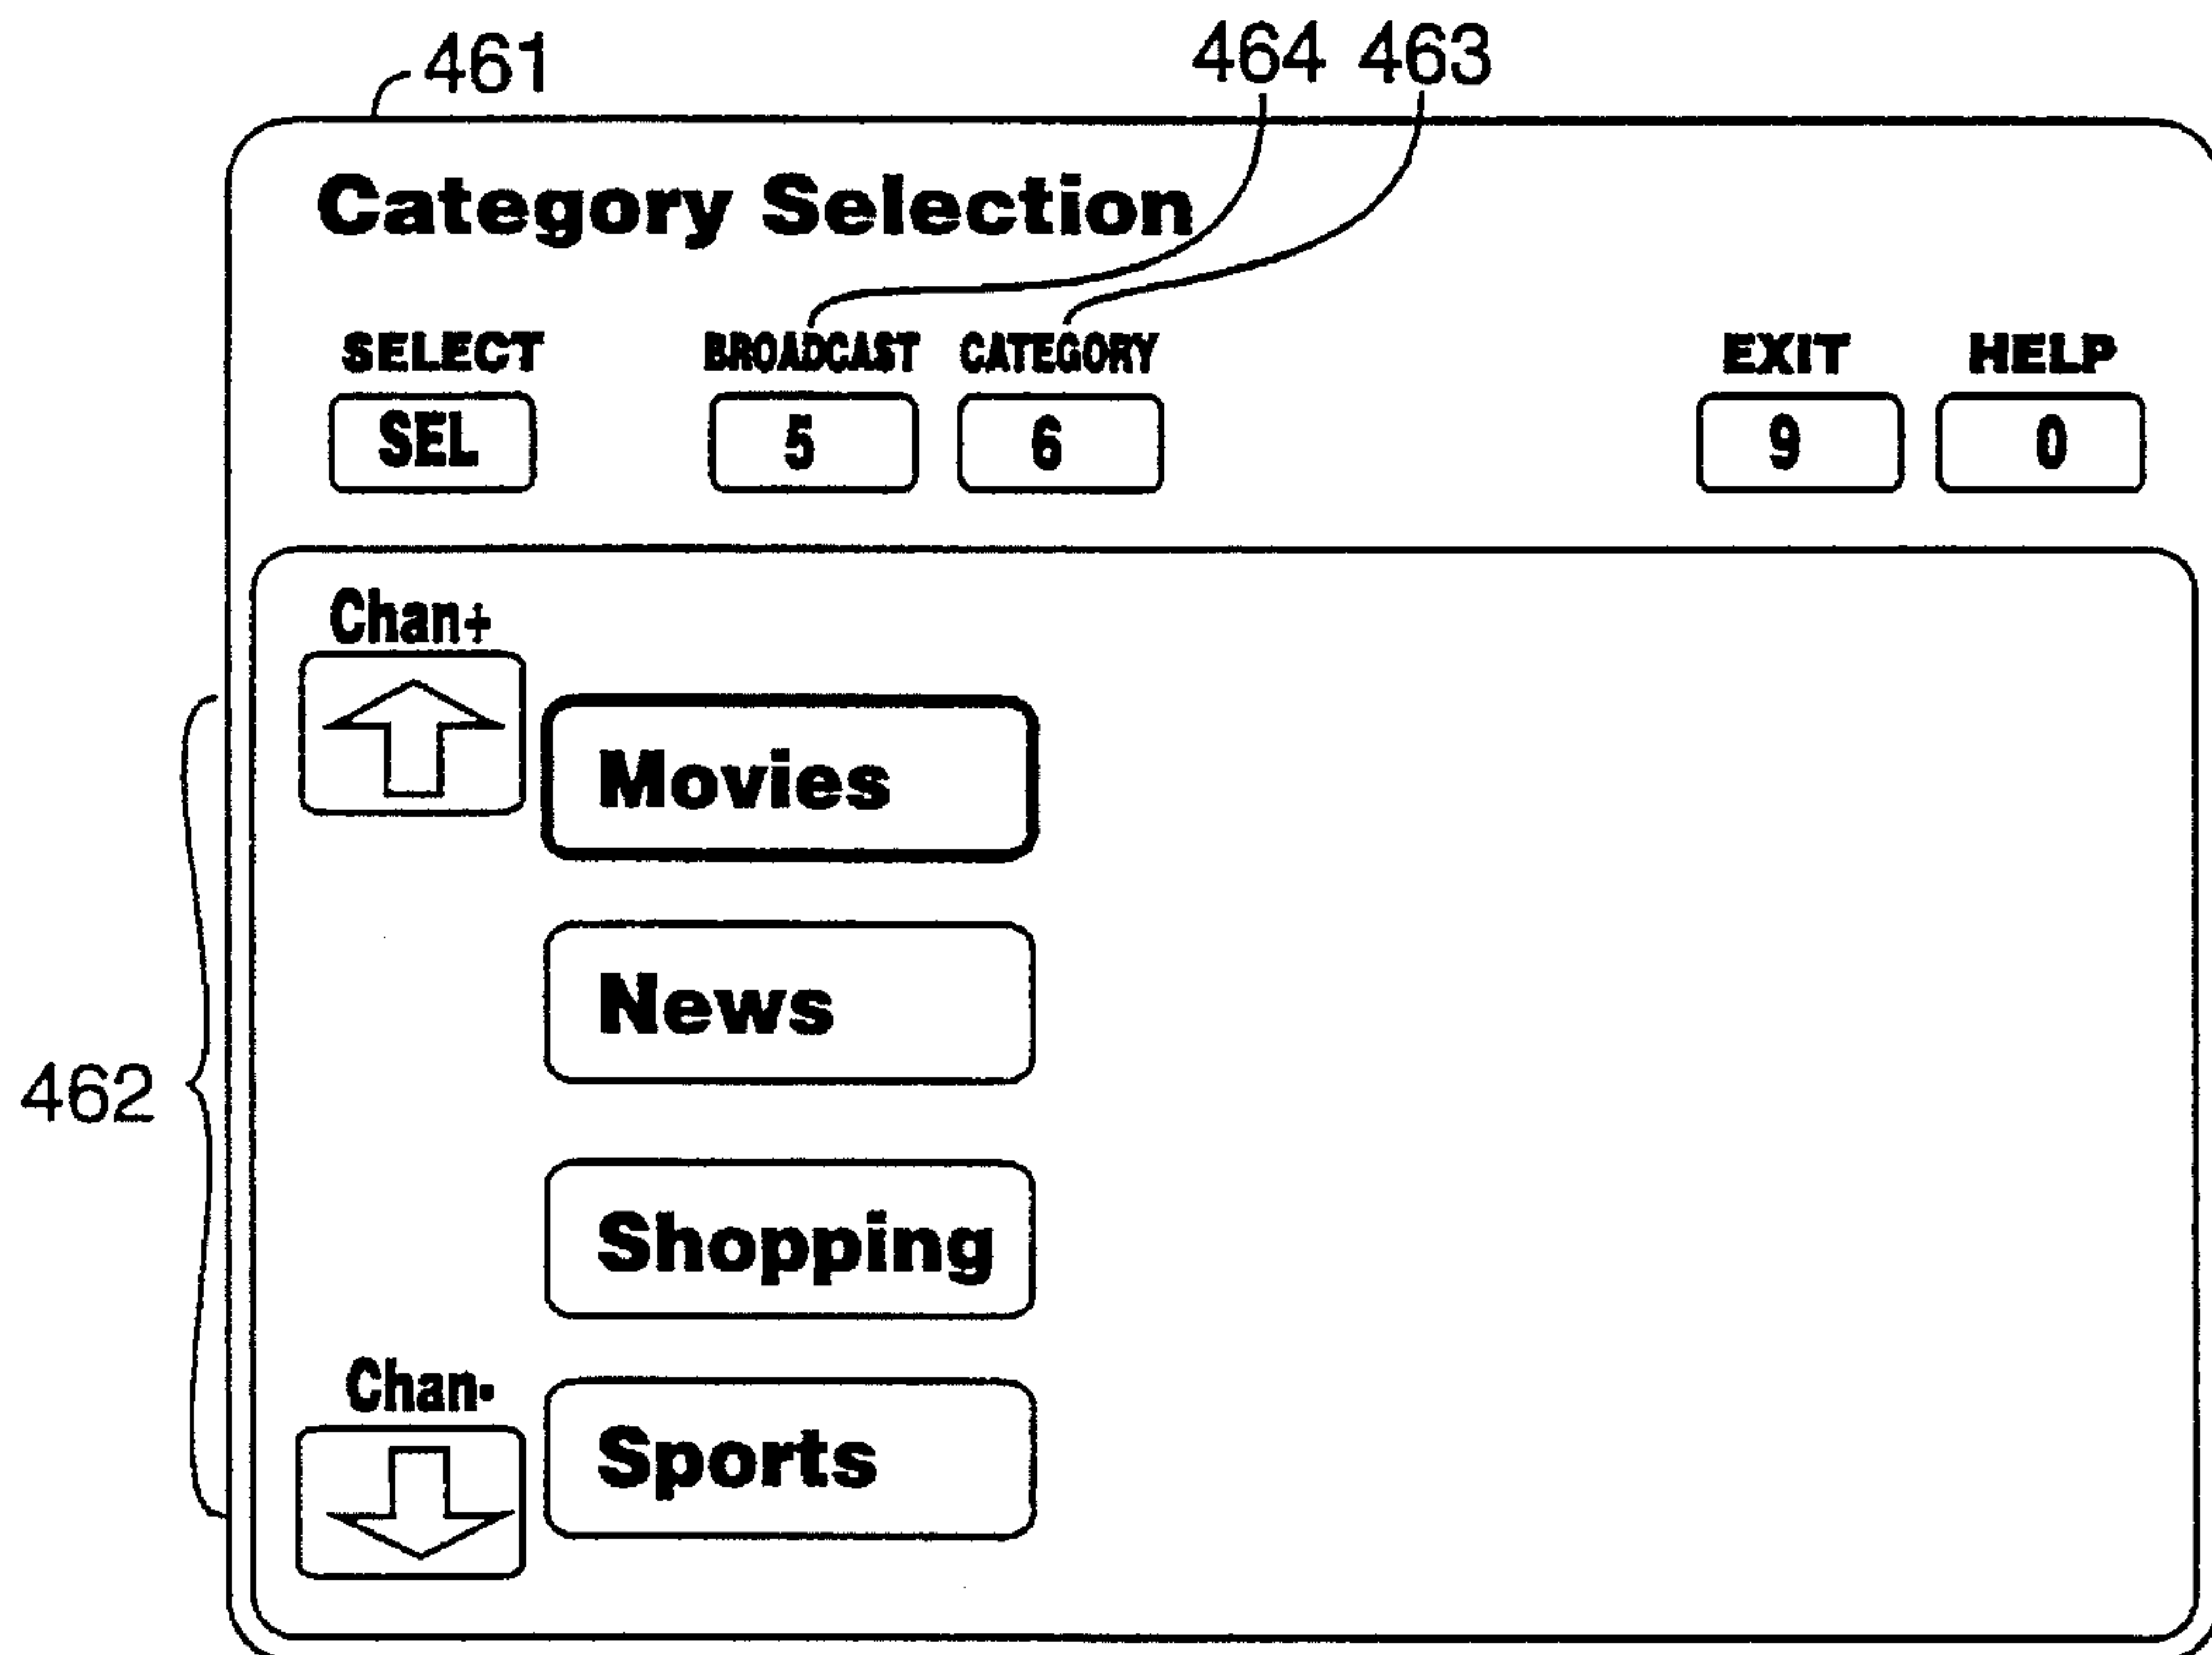 461
464 463
Category Selection
SELECT BROADCAST CATEGORY EXIT HELP
SEL 5 6 9 0
Chan+
Movies
News
462
Shopping
Chan-
Sports